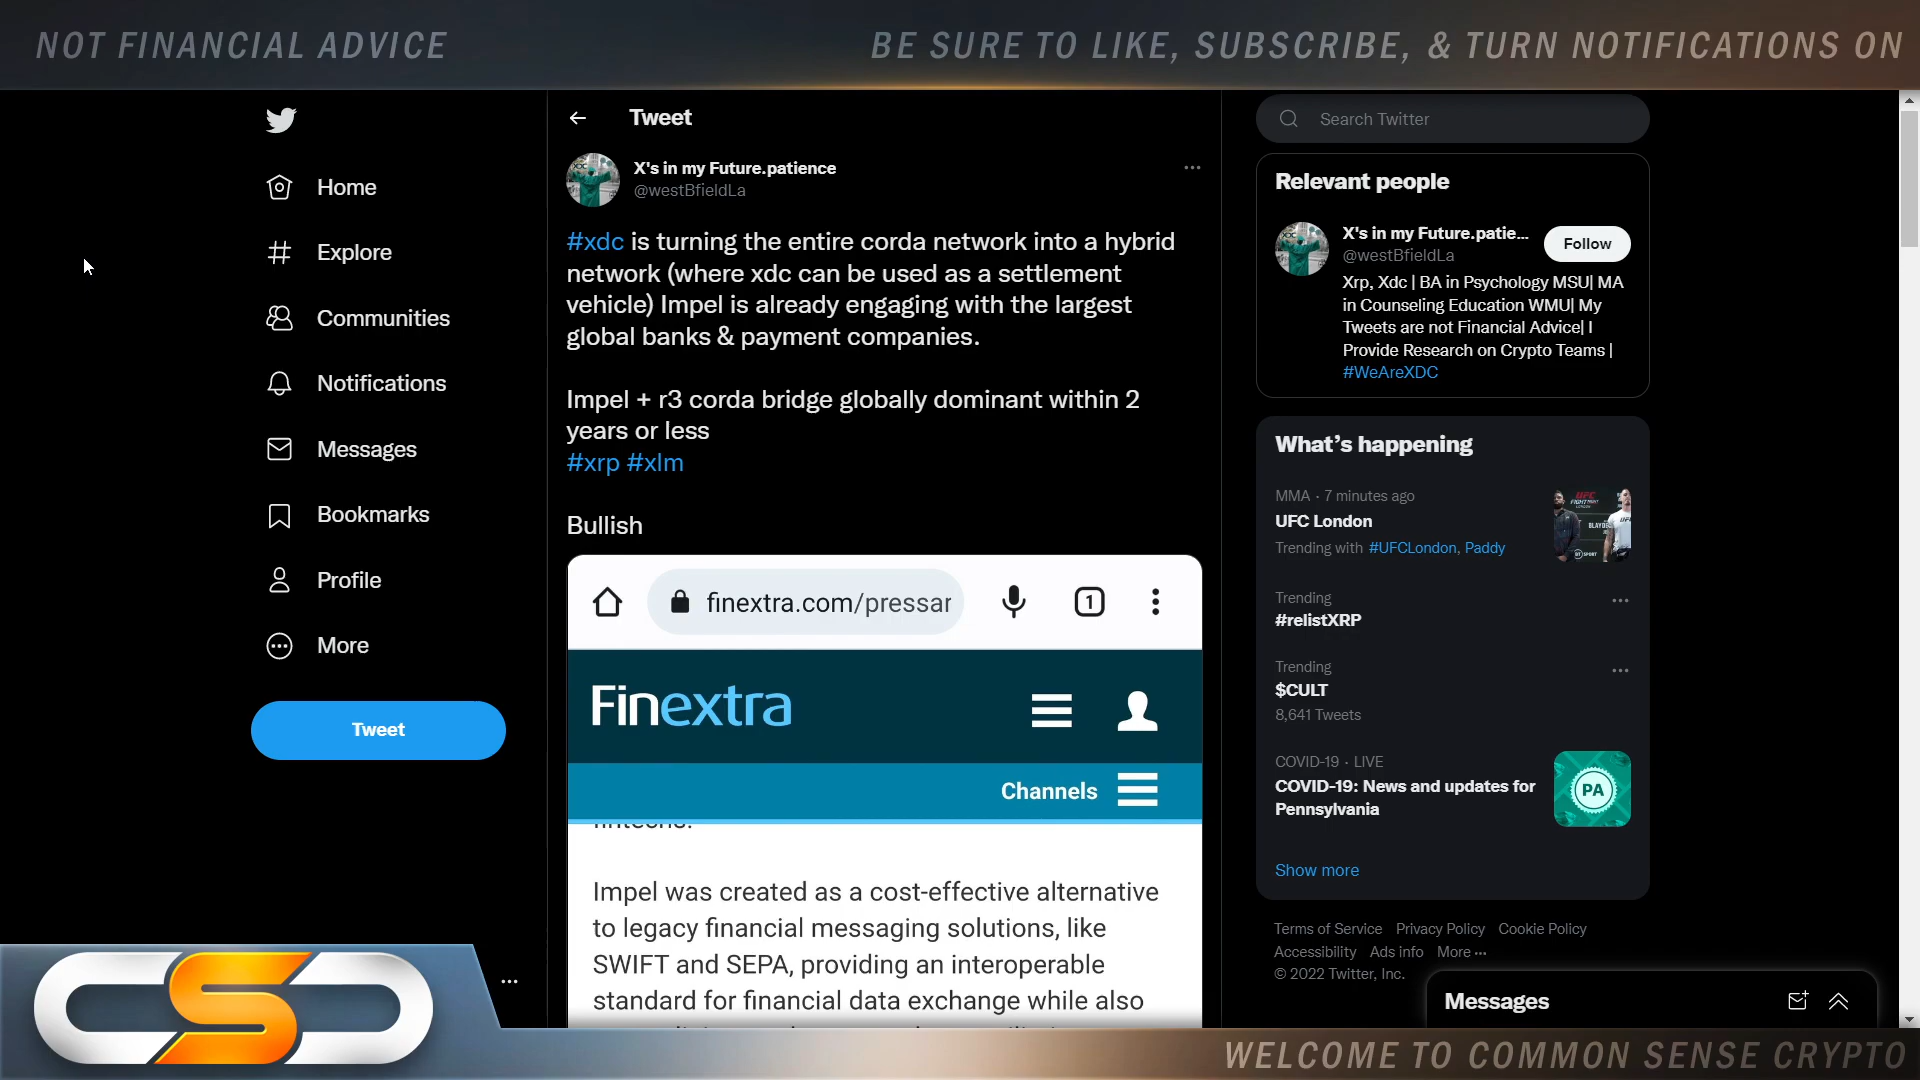 NOT FINANCIAL ADVICE
BE SURE TO LIKE, SUBSCRIBE, & TURN NOTIFICATIONS ON
Home
Explore
Communities
Notifications
Messages
Bookmarks
Profile
More
Tweet
Tweet
X's in my Future.patience
@westBfieldLa
#xdc is turning the entire corda network into a hybrid
network (where xdc can be used as a settlement
vehicle) Impel is already engaging with the largest
global banks & payment companies.
Impel + r3 corda bridge globally dominant within 2
years or less
#xrp #xlm
Bullish
finextra.com/pressar
1
Finextra
Channels
fintechs.
Impel was created as a cost-effective alternative
to legacy financial messaging solutions, like
SWIFT and SEPA, providing an interoperable
standard for financial data exchange while also
Search Twitter
Relevant people
X's in my Future.patie...
@westBfieldLa
Follow
Xrp, Xdc | BA in Psychology MSU| MA
in Counseling Education WMU| My
Tweets are not Financial Advice| I
Provide Research on Crypto Teams |
#WeAreXDC
What's happening
MMA · 7 minutes ago
UFC London
Trending with #UFCLondon, Paddy
Trending
#relistXRP
Trending
$CULT
8,641 Tweets
COVID-19 · LIVE
COVID-19: News and updates for
Pennsylvania
PA
Show more
Terms of Service Privacy Policy Cookie Policy
Accessibility Ads info More ...
© 2022 Twitter, Inc.
Messages
CSC
WELCOME TO COMMON SENSE CRYPTO